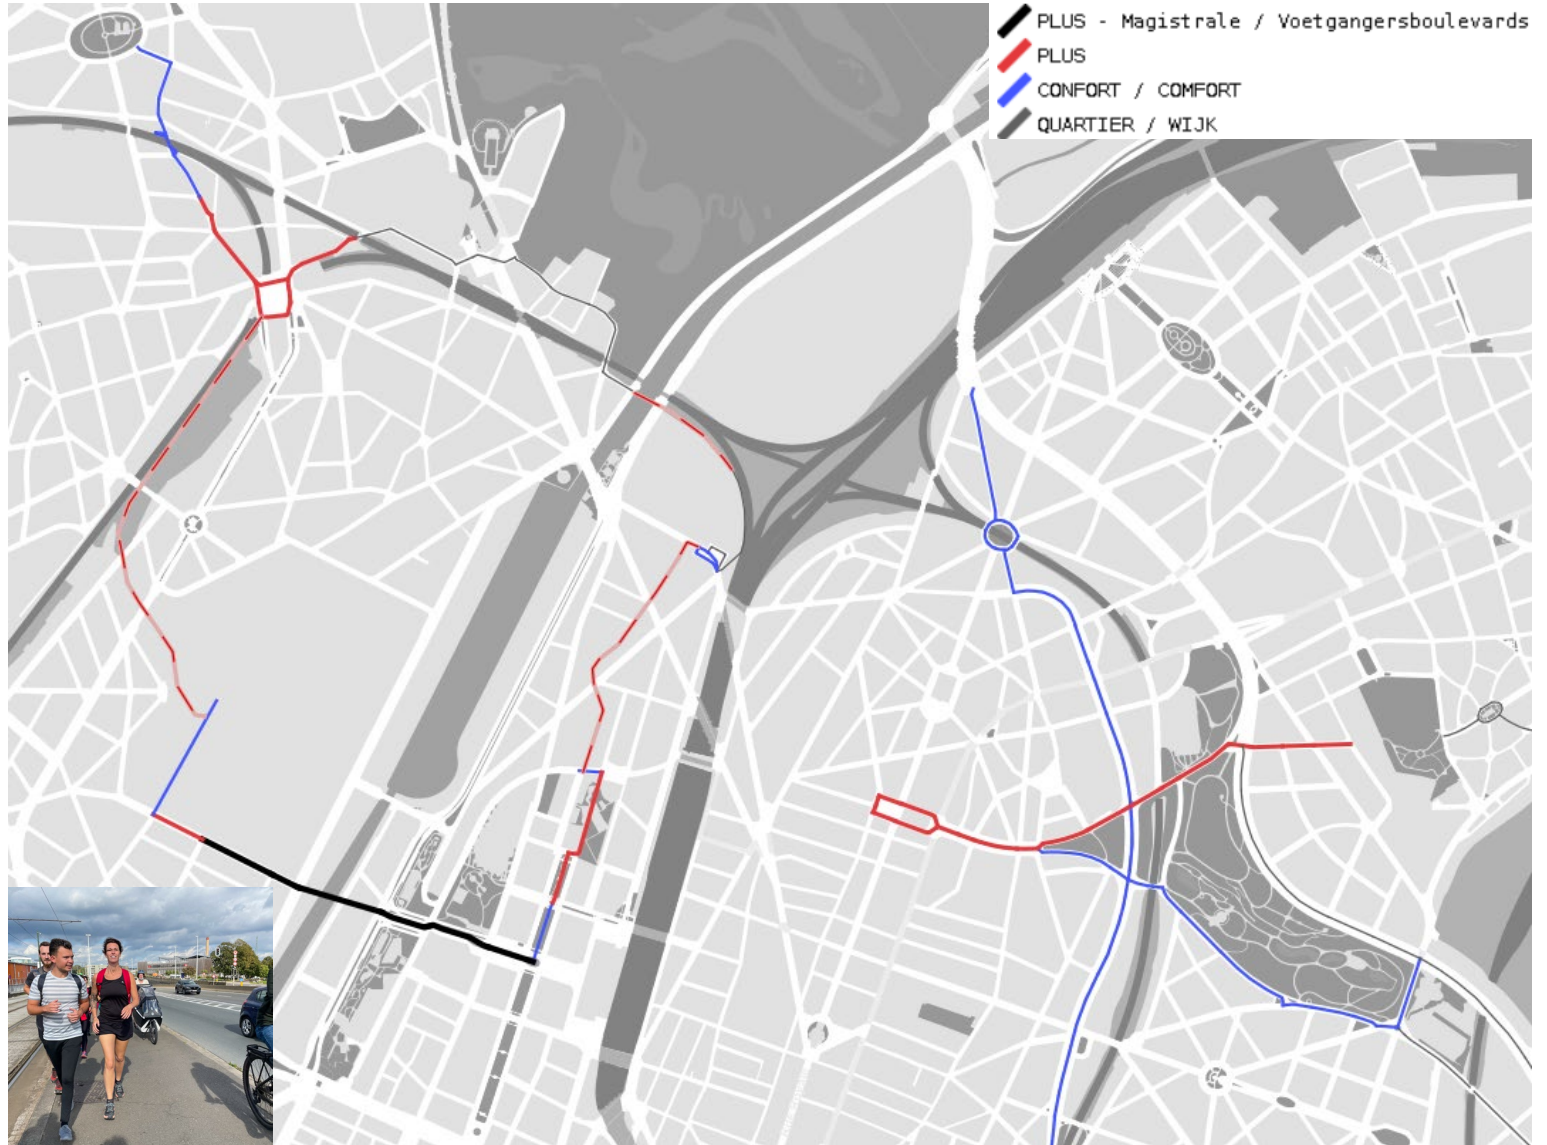 PLUS - Magistrale / Voetgangersboulevards
PLUS
CONFORT / COMFORT
QUARTIER / WIJK